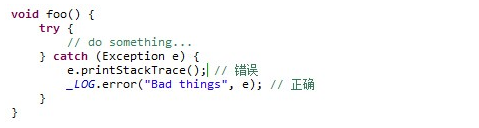 void foo() {
    try {
        // do something...
    } catch (Exception e) {
        e.printStackTrace(); // 错误
        _LOG.error("Bad things", e); // 正确
    }
}